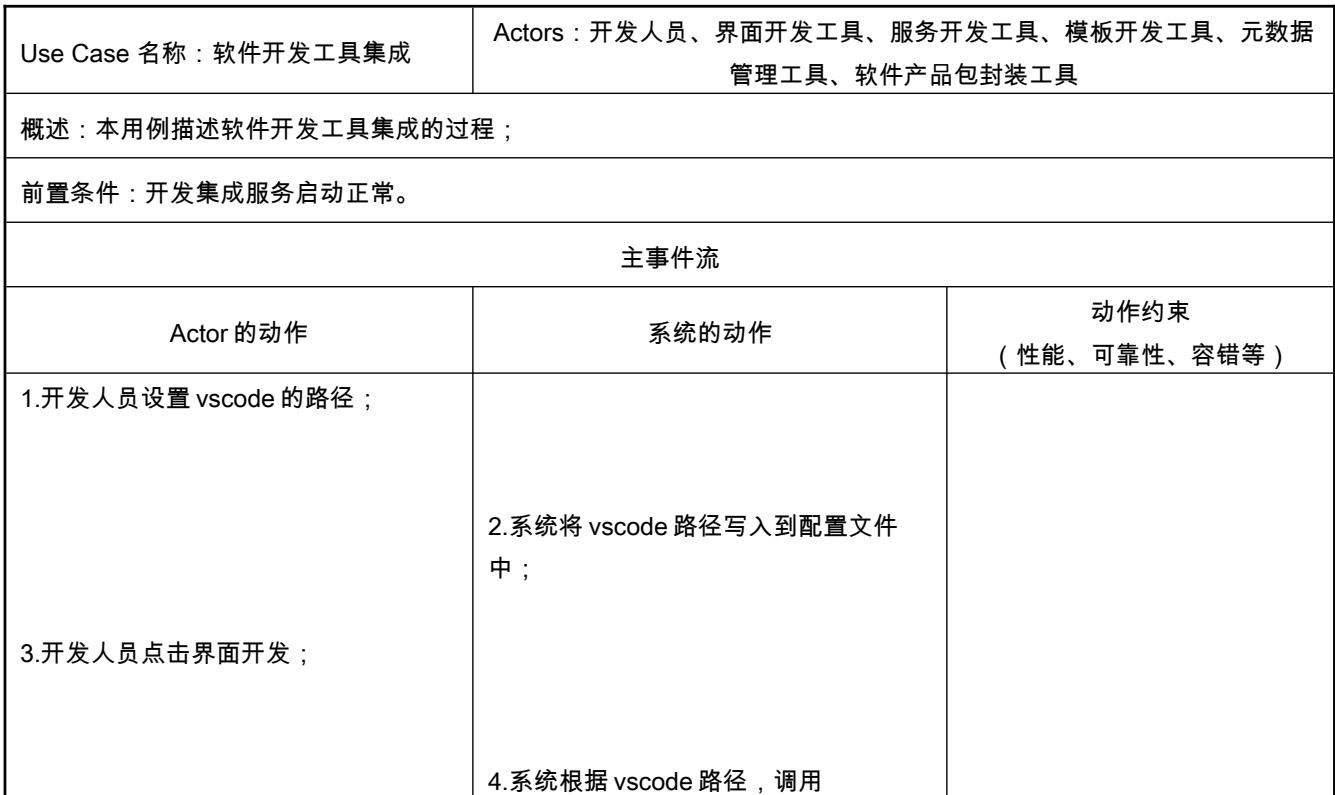 Use Case 名称：软件开发工具集成
Actors：开发人员、界面开发工具、服务开发工具、模板开发工具、元数据
管理工具、软件产品包封装工具
概述：本用例描述软件开发工具集成的过程；
前置条件：开发集成服务启动正常。
主事件流
Actor 的动作
系统的动作
动作约束
（性能、可靠性、容错等）
1.开发人员设置 vscode 的路径；
2.系统将 vscode 路径写入到配置文件
中；
3.开发人员点击界面开发；
4.系统根据 vscode 路径，调用